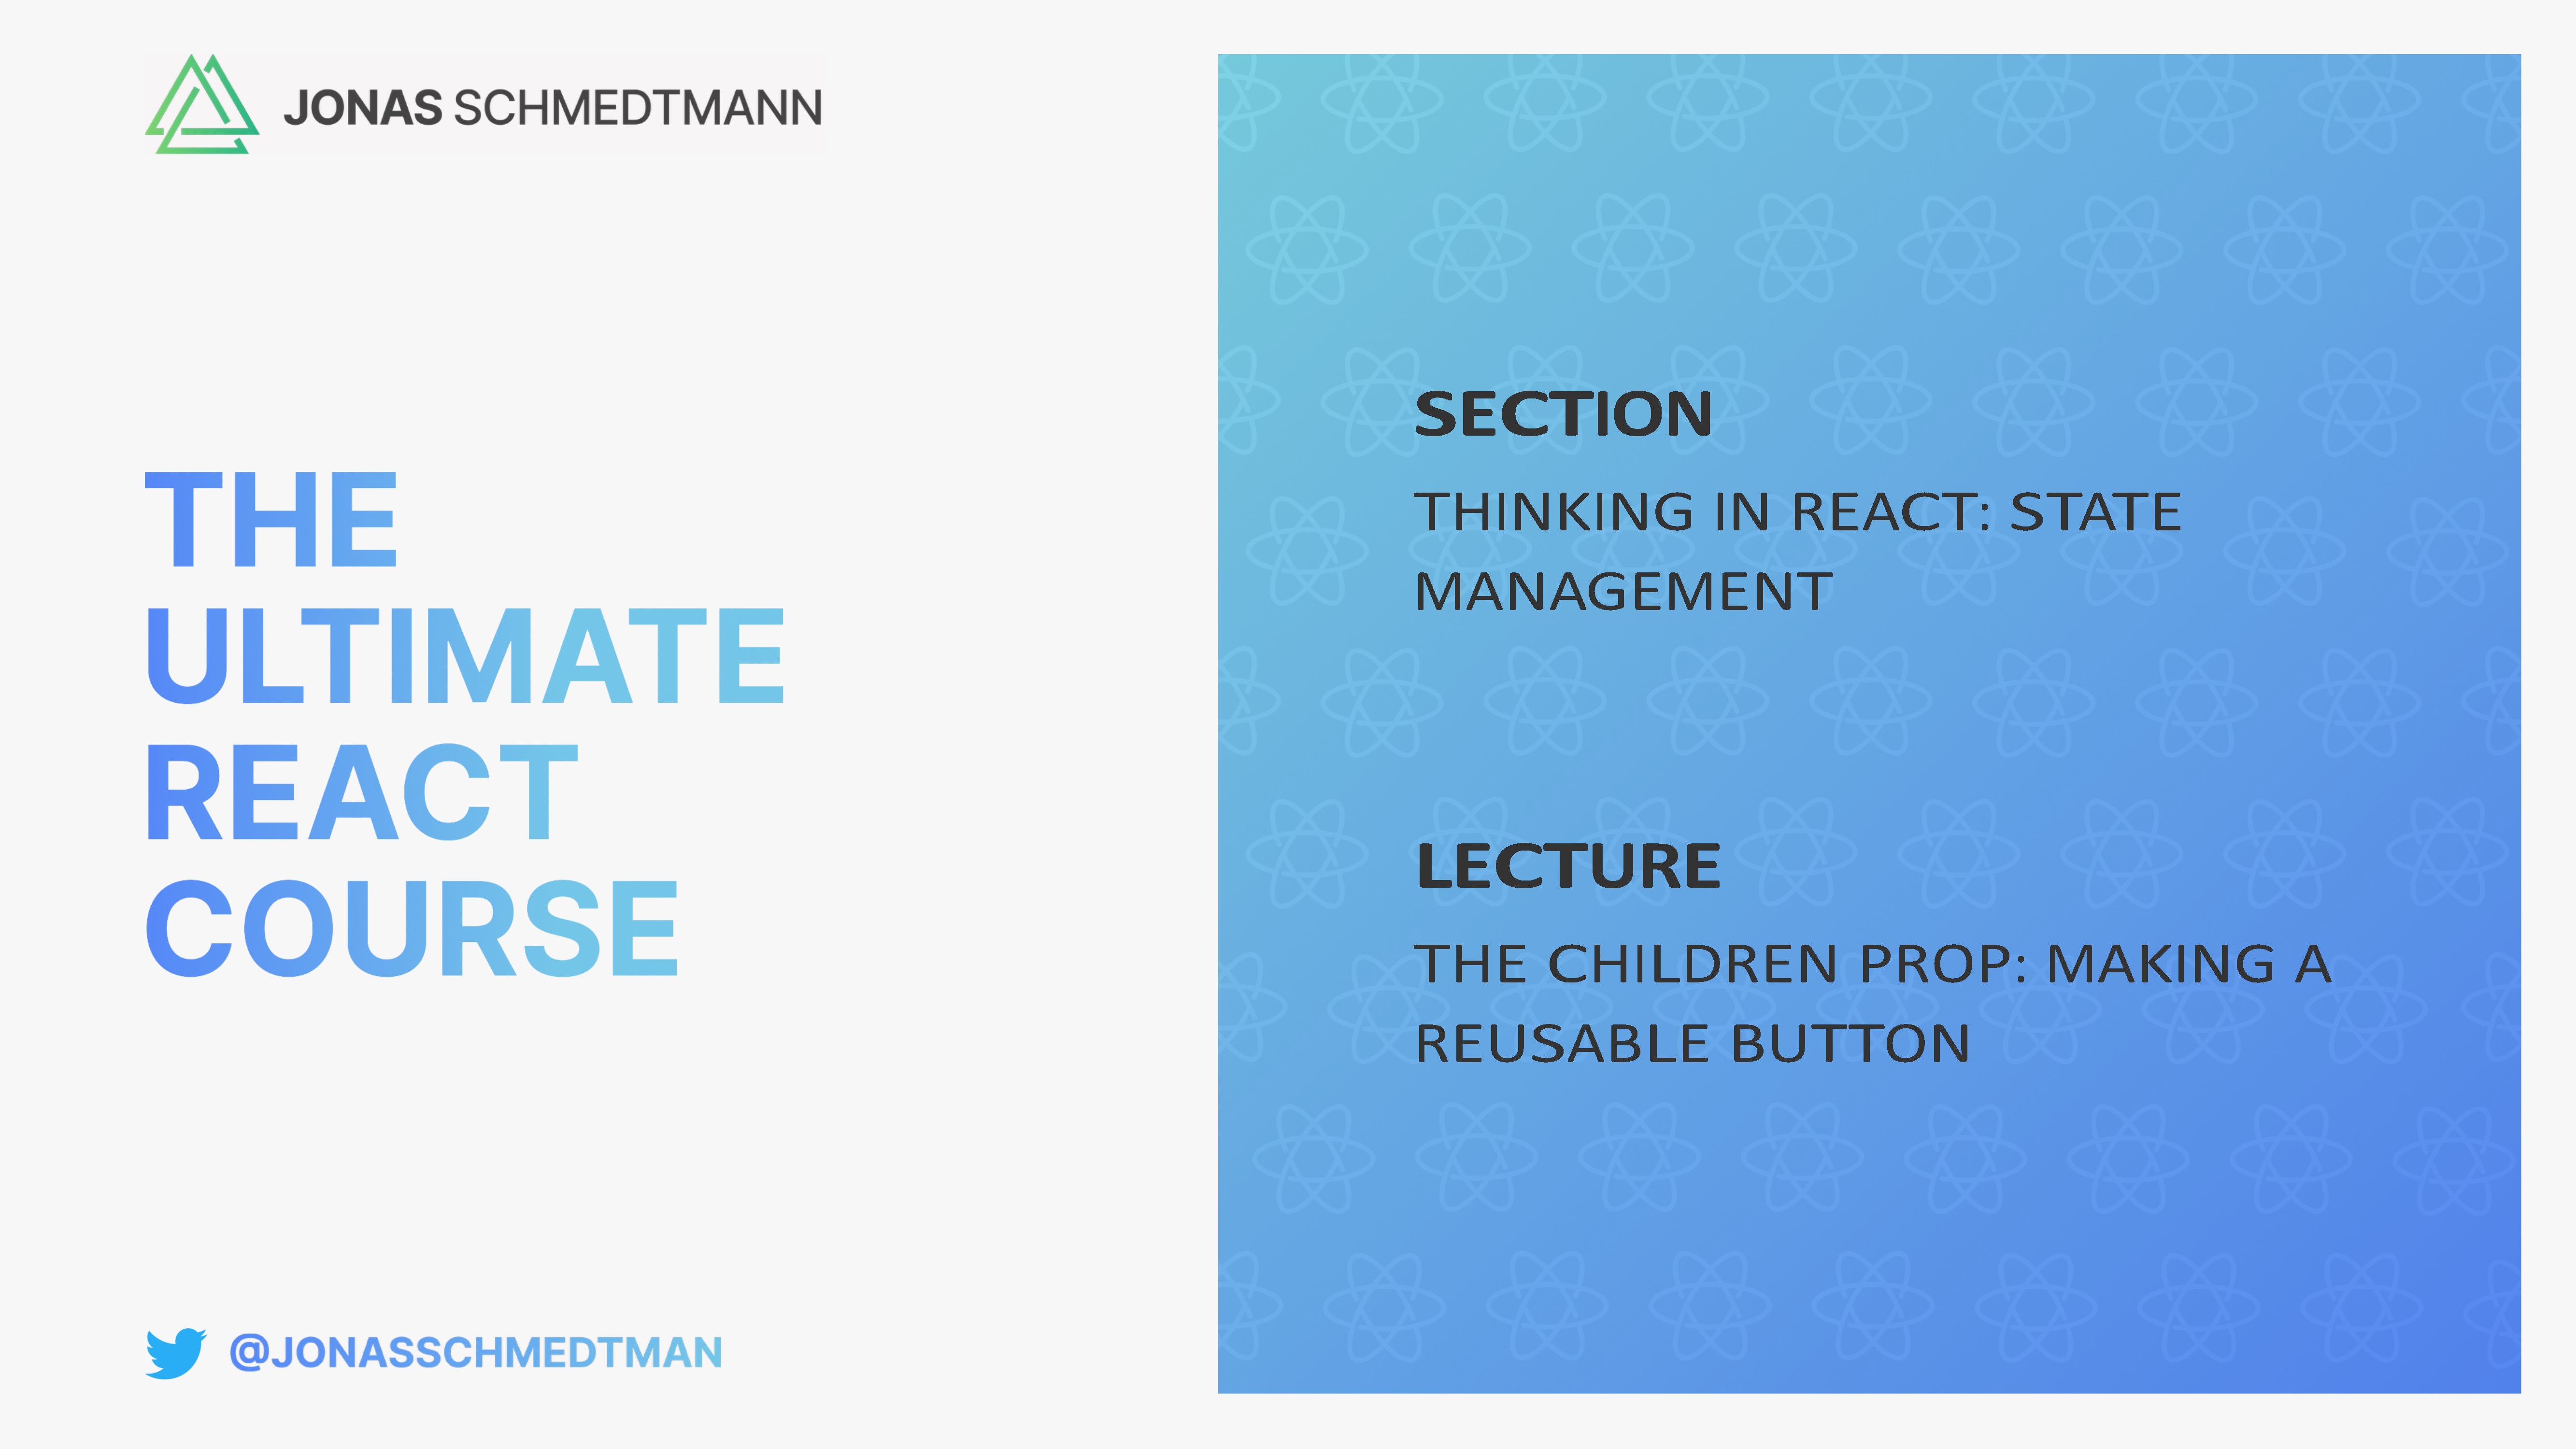 JONAS SCHMEDTMANN
THE
ULTIMATE
REACT
COURSE
@JONASSCHMEDTMAN
SECTION
THINKING IN REACT: STATE
MANAGEMENT
LECTURE
THE CHILDREN PROP: MAKING A
REUSABLE BUTTON